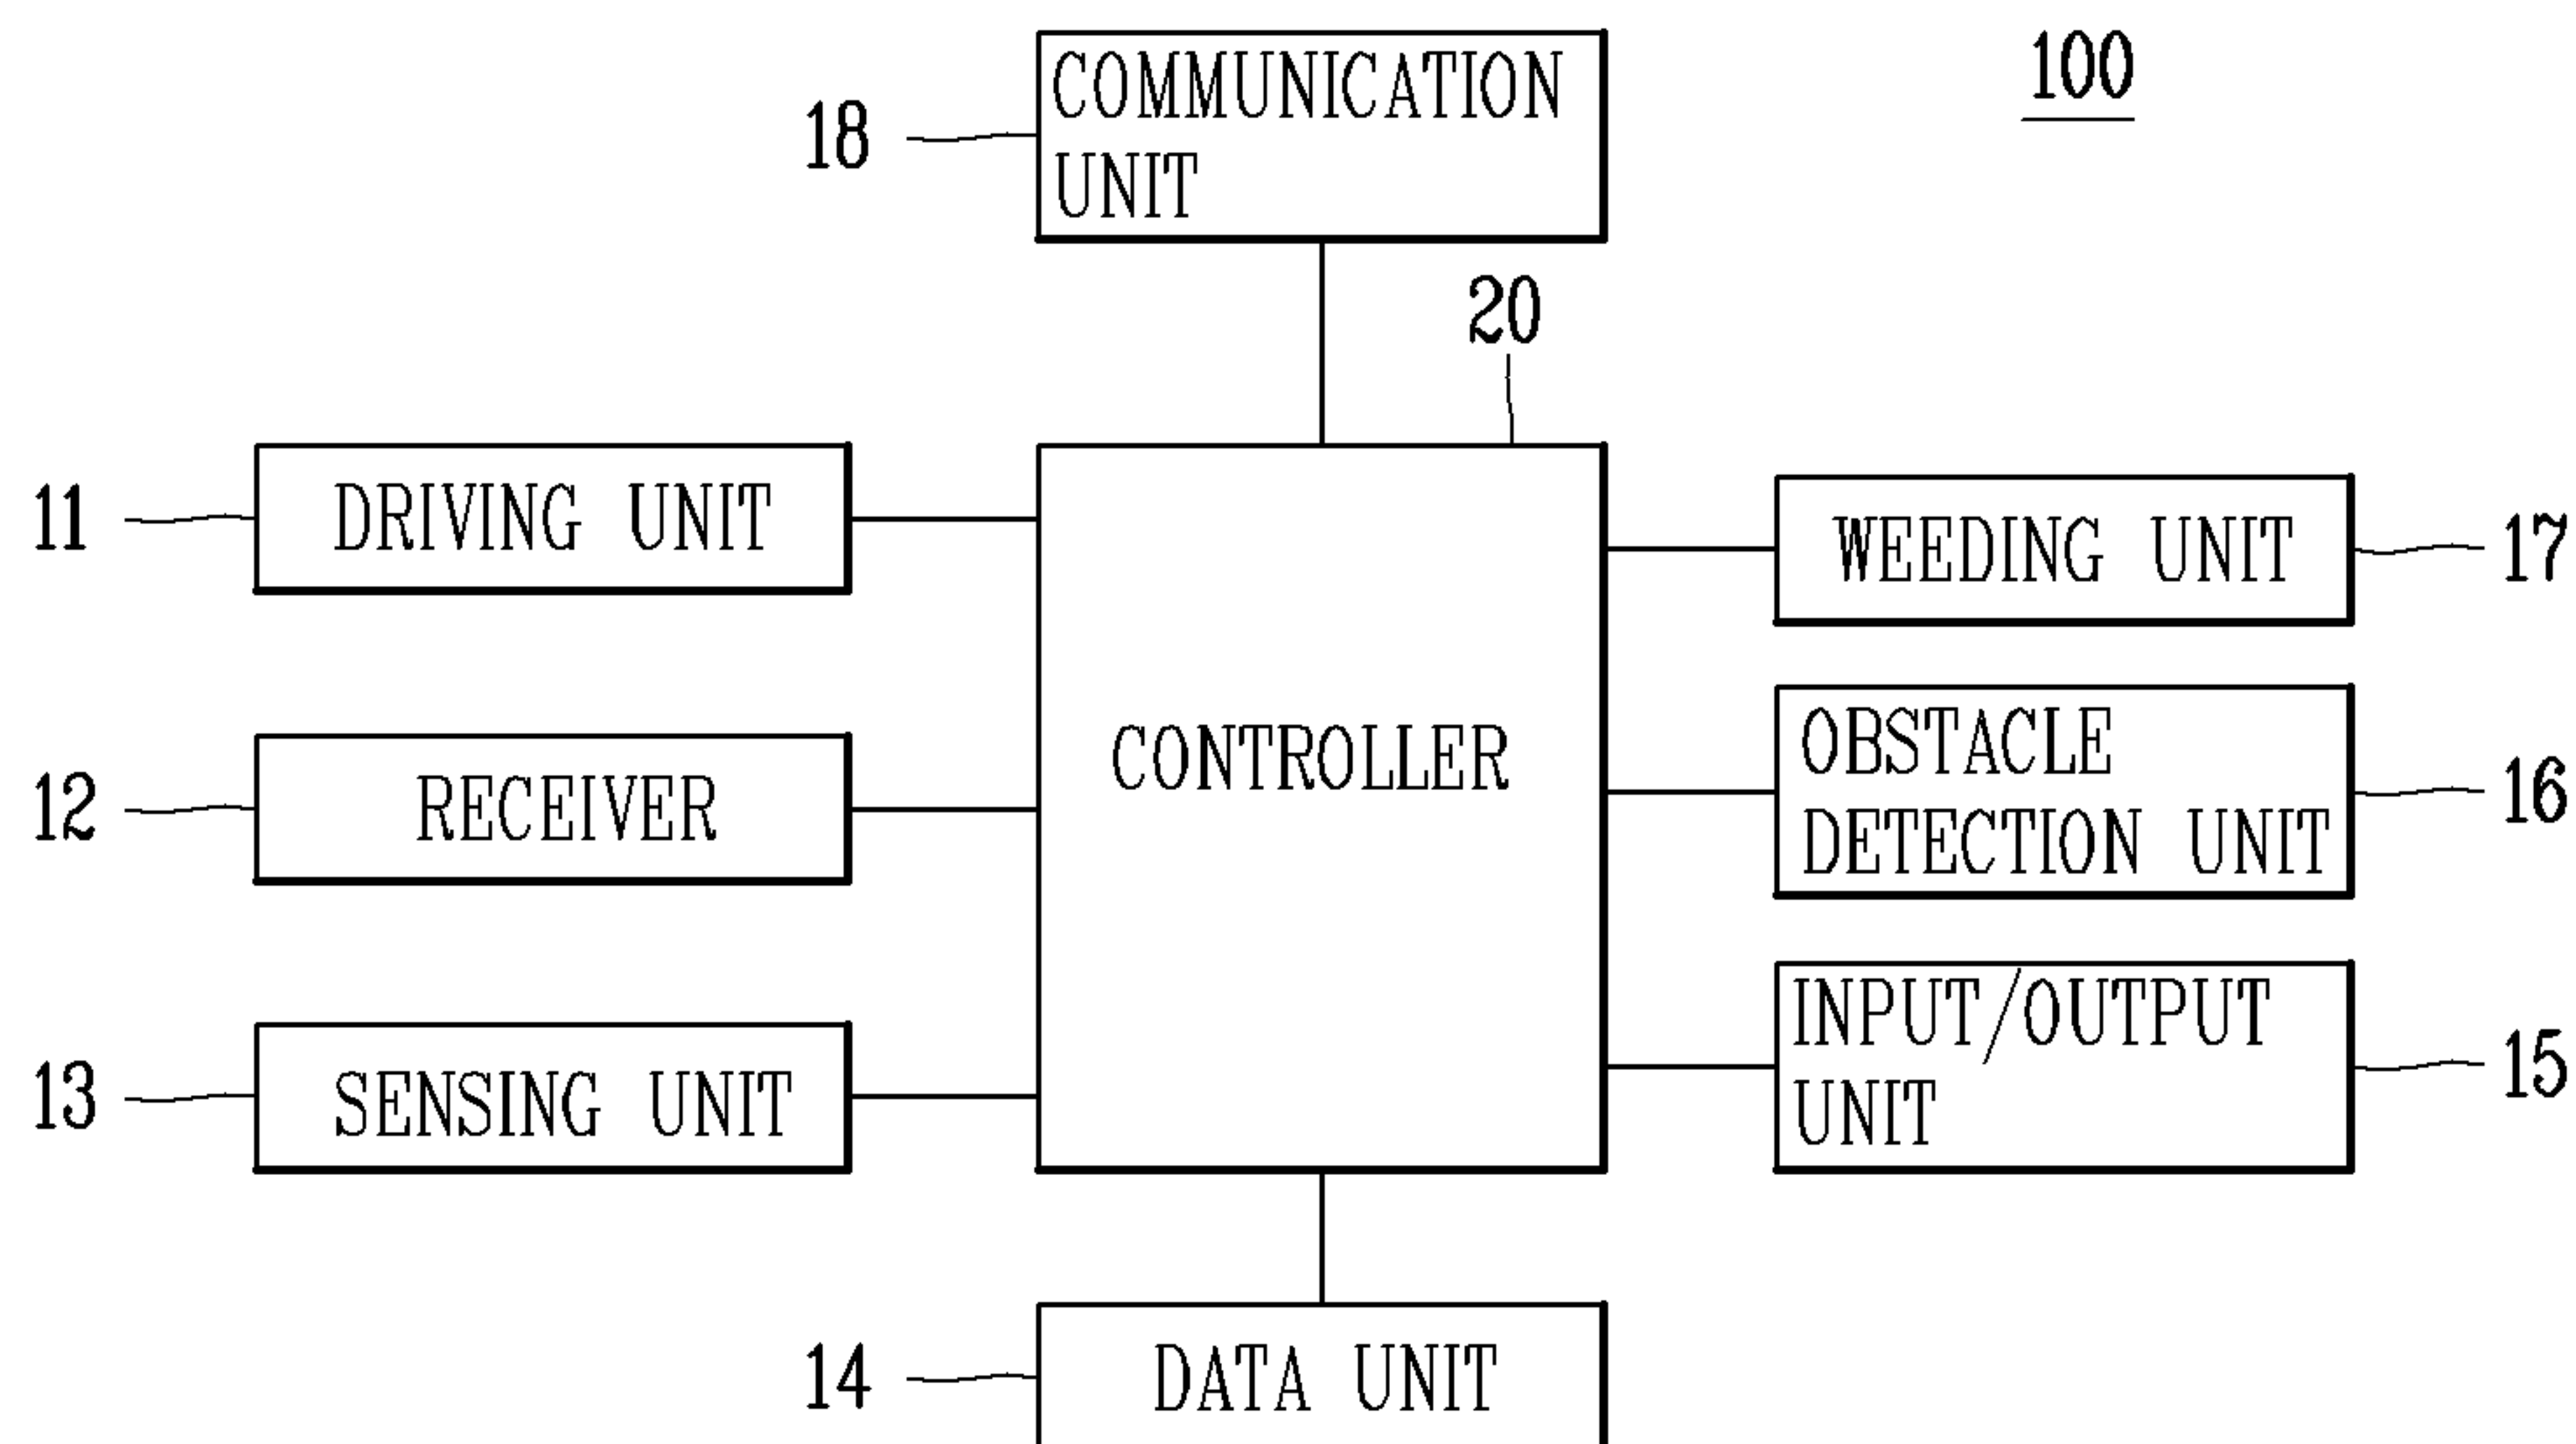 100
COMMUNICATION
UNIT
18
20
11
DRIVING UNIT
WEEDING UNIT
17
12
RECEIVER
CONTROLLER
OBSTACLE
DETECTION UNIT
16
13
SENSING UNIT
INPUT/OUTPUT
UNIT
15
14
DATA UNIT